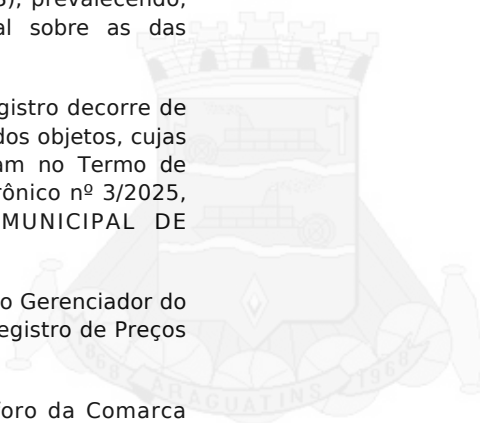 o), prevalecendo,
al sobre as das
gistro decorre de
dos objetos, cujas
am no Termo de
rônico nº 3/2025,
MUNICIPAL DE
o Gerenciador do
egistro de Preços
oro da Comarca
1868 ARAGUATINS 1968